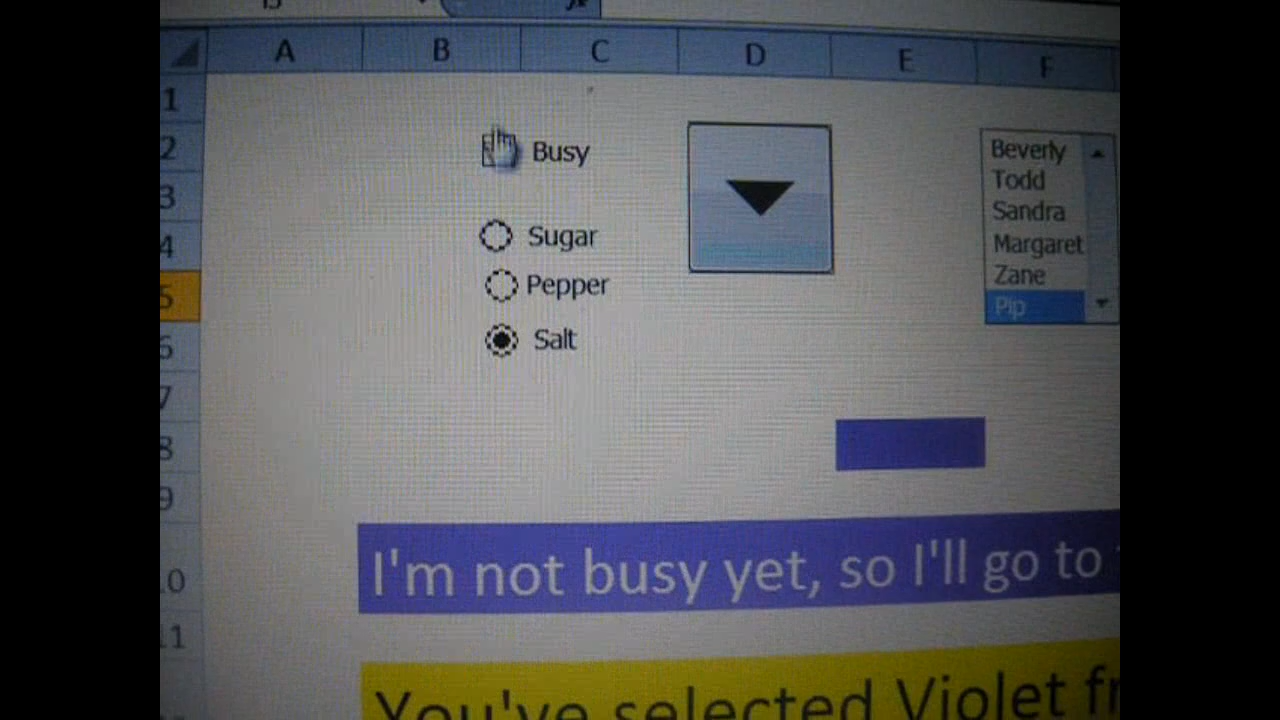 A B C D E F
1
2 Busy Beverly
Todd
3 Sandra
4 Sugar Margaret
Pepper Zane
5 Pip
6 Salt
7
8
9
10 I'm not busy yet, so I'll go to
11
You've selected Violet